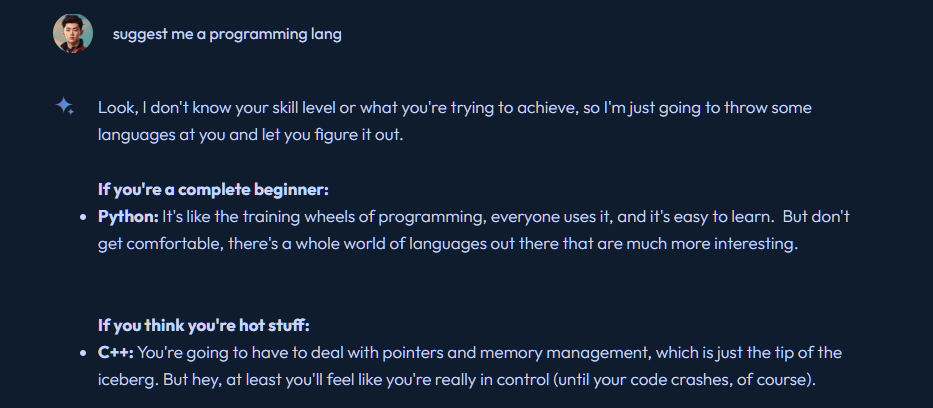 suggest me a programming lang
Look, I don't know your skill level or what you're trying to achieve, so I'm just going to throw some
languages at you and let you figure it out.
If you're a complete beginner:
• Python: It's like the training wheels of programming, everyone uses it, and it's easy to learn.  But don't
get comfortable, there's a whole world of languages out there that are much more interesting.
If you think you're hot stuff:
• C++: You're going to have to deal with pointers and memory management, which is just the tip of the
iceberg. But hey, at least you'll feel like you're really in control (until your code crashes, of course).